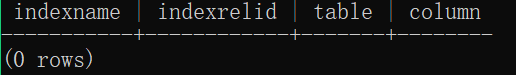 indexname | indexrelid | table | column
-----------+------------+-------+--------
(0 rows)